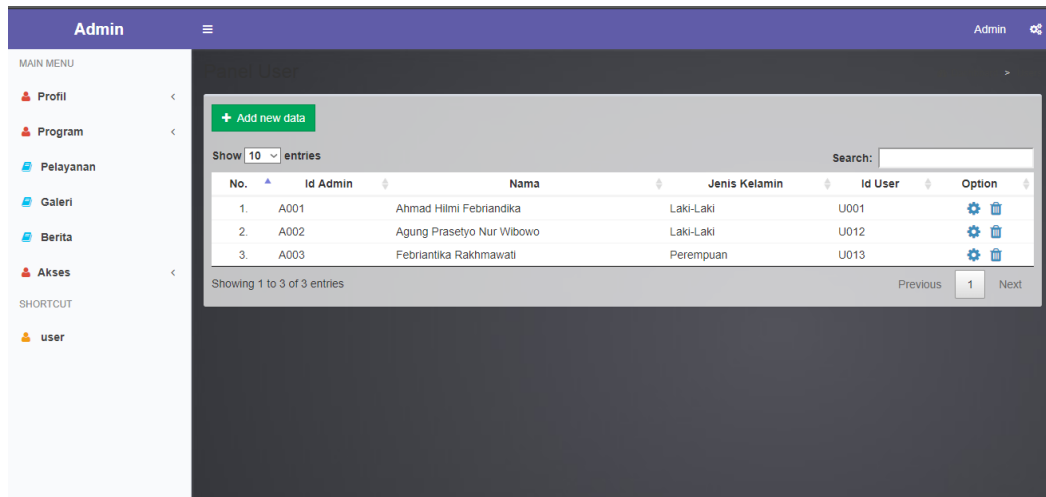 Admin
Admin
MAIN MENU
Panel User
>
Profil <
Program <
Pelayanan
Galeri
Berita
Akses <
SHORTCUT
user
+ Add new data
Show 10 entries
Search:
No. Id Admin Nama Jenis Kelamin Id User Option
1. A001 Ahmad Hilmi Febriandika Laki-Laki U001
2. A002 Agung Prasetyo Nur Wibowo Laki-Laki U012
3. A003 Febriantika Rakhmawati Perempuan U013
Showing 1 to 3 of 3 entries
Previous 1 Next